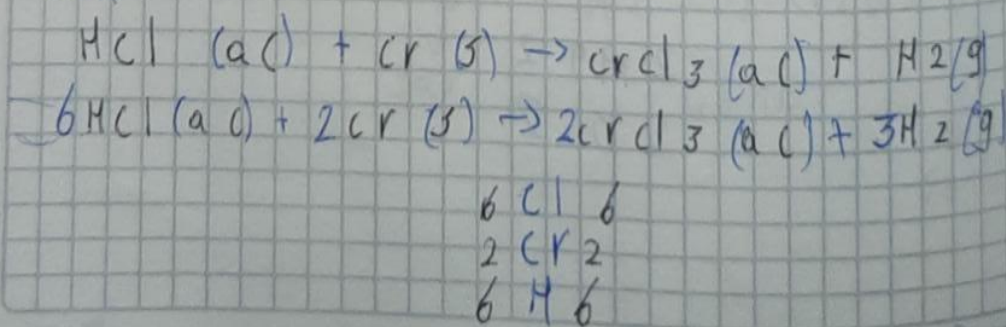 HCl (ac) + cr (s) → crcl3 (ac) + H2(g)
6HCl (ac) + 2cr (s) → 2crcl3 (ac) + 3H2(g)
6 Cl 6
2 Cr 2
6 H 6